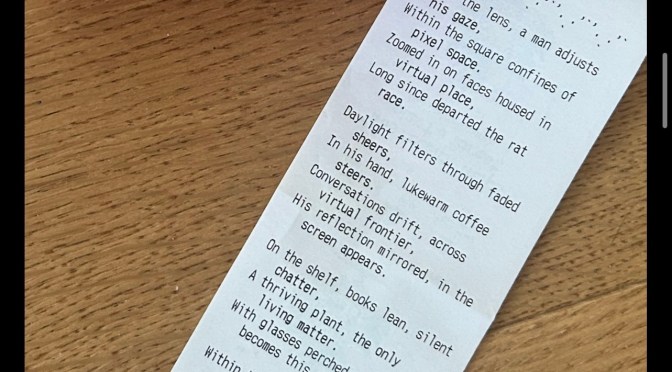 the lens, a man adjusts
his gaze,
Within the square confines of
pixel space.
Zoomed in on faces housed in
virtual place,
Long since departed the rat
race.
Daylight filters through faded
sheers,
In his hand, lukewarm coffee
steers.
Conversations drift, across
virtual frontier,
His reflection mirrored, in the
screen appears.
On the shelf, books lean, silent
chatter,
A thriving plant, the only
living matter.
With glasses perched
becomes this
Within